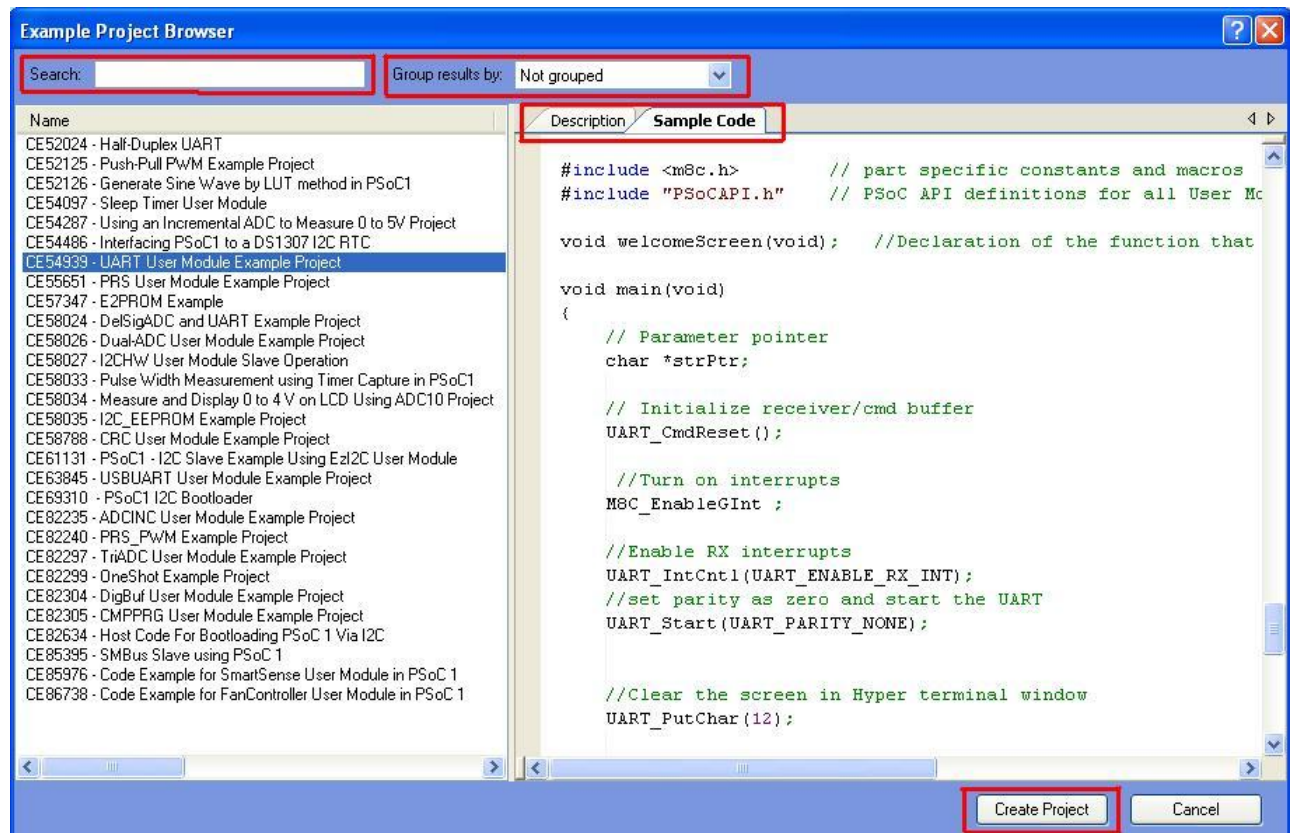 Example Project Browser
Search:
Group results by: Not grouped
Name
CE52024 - Half-Duplex UART
CE52125 - Push-Pull PWM Example Project
CE52126 - Generate Sine Wave by LUT method in PSoC1
CE54097 - Sleep Timer User Module
CE54287 - Using an Incremental ADC to Measure 0 to 5V Project
CE54486 - Interfacing PSoC1 to a DS1307 I2C RTC
CE54939 - UART User Module Example Project
CE55651 - PRS User Module Example Project
CE57347 - E2PROM Example
CE58024 - DelSigADC and UART Example Project
CE58026 - Dual-ADC User Module Example Project
CE58027 - I2CHW User Module Slave Operation
CE58033 - Pulse Width Measurement using Timer Capture in PSoC1
CE58034 - Measure and Display 0 to 4 V on LCD Using ADC10 Project
CE58035 - I2C_EEPROM Example Project
CE58788 - CRC User Module Example Project
CE61131 - PSoC1 - I2C Slave Example Using EzI2C User Module
CE63845 - USBUART User Module Example Project
CE69310 - PSoC1 I2C Bootloader
CE82235 - ADCINC User Module Example Project
CE82240 - PRS_PWM Example Project
CE82297 - TriADC User Module Example Project
CE82299 - OneShot Example Project
CE82304 - DigBuf User Module Example Project
CE82305 - CMPPRG User Module Example Project
CE82634 - Host Code For Bootloading PSoC 1 Via I2C
CE85395 - SMBus Slave using PSoC 1
CE85976 - Code Example for SmartSense User Module in PSoC 1
CE86738 - Code Example for FanController User Module in PSoC 1
Description Sample Code
#include <m8c.h> // part specific constants and macros
#include "PSoCAPI.h" // PSoC API definitions for all User Mo
void welcomeScreen(void); //Declaration of the function that
void main(void)
{
// Parameter pointer
char *strPtr;
// Initialize receiver/cmd buffer
UART_CmdReset();
//Turn on interrupts
M8C_EnableGInt ;
//Enable RX interrupts
UART_IntCntl(UART_ENABLE_RX_INT);
//set parity as zero and start the UART
UART_Start(UART_PARITY_NONE);
//Clear the screen in Hyper terminal window
UART_PutChar(12);
Create Project Cancel